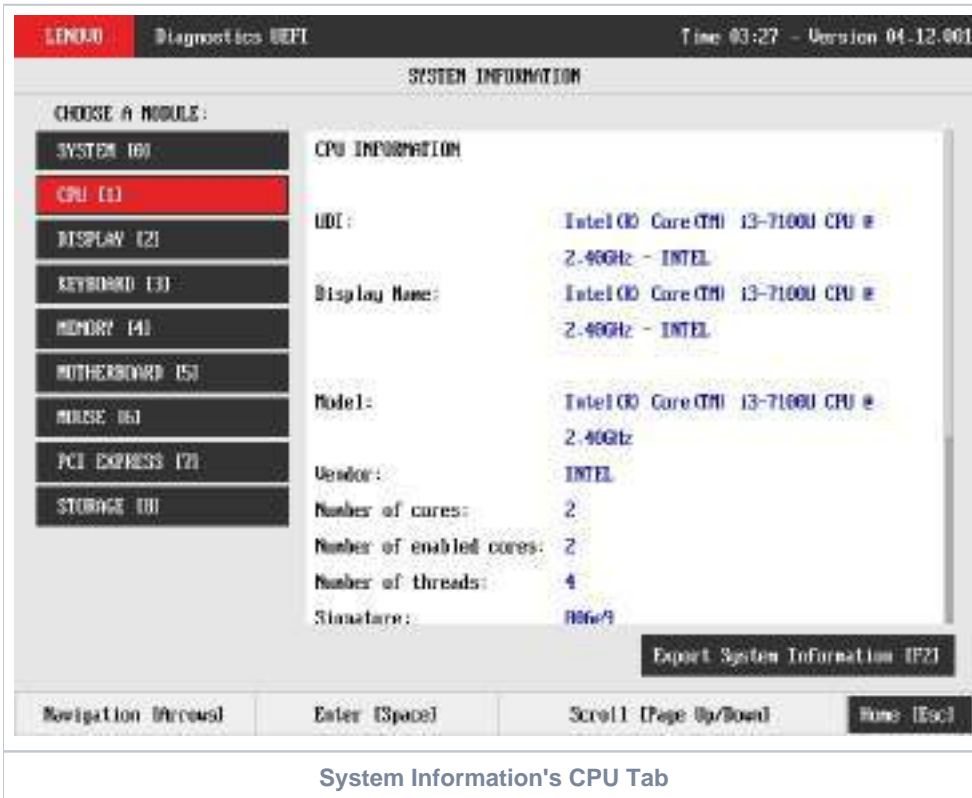 LENOVO Diagnostics UEFI Time 03:27 - Version 04.12.001
SYSTEM INFORMATION
CHOOSE A MODULE:
SYSTEM [0]
CPU [1]
DISPLAY [2]
KEYBOARD [3]
MEMORY [4]
MOTHERBOARD [5]
MOUSE [6]
PCI EXPRESS [7]
STORAGE [8]
CPU INFORMATION
UDI: Intel(R) Core(TM) i3-7100U CPU @
2.40GHz - INTEL
Display Name: Intel(R) Core(TM) i3-7100U CPU @
2.40GHz - INTEL
Model: Intel(R) Core(TM) i3-7100U CPU @
2.40GHz
Vendor: INTEL
Number of cores: 2
Number of enabled cores: 2
Number of threads: 4
Signature: 806e9
Export System Information [F2]
Navigation [Arrows] Enter [Space] Scroll [Page Up/Down] Home [Esc]
System Information's CPU Tab